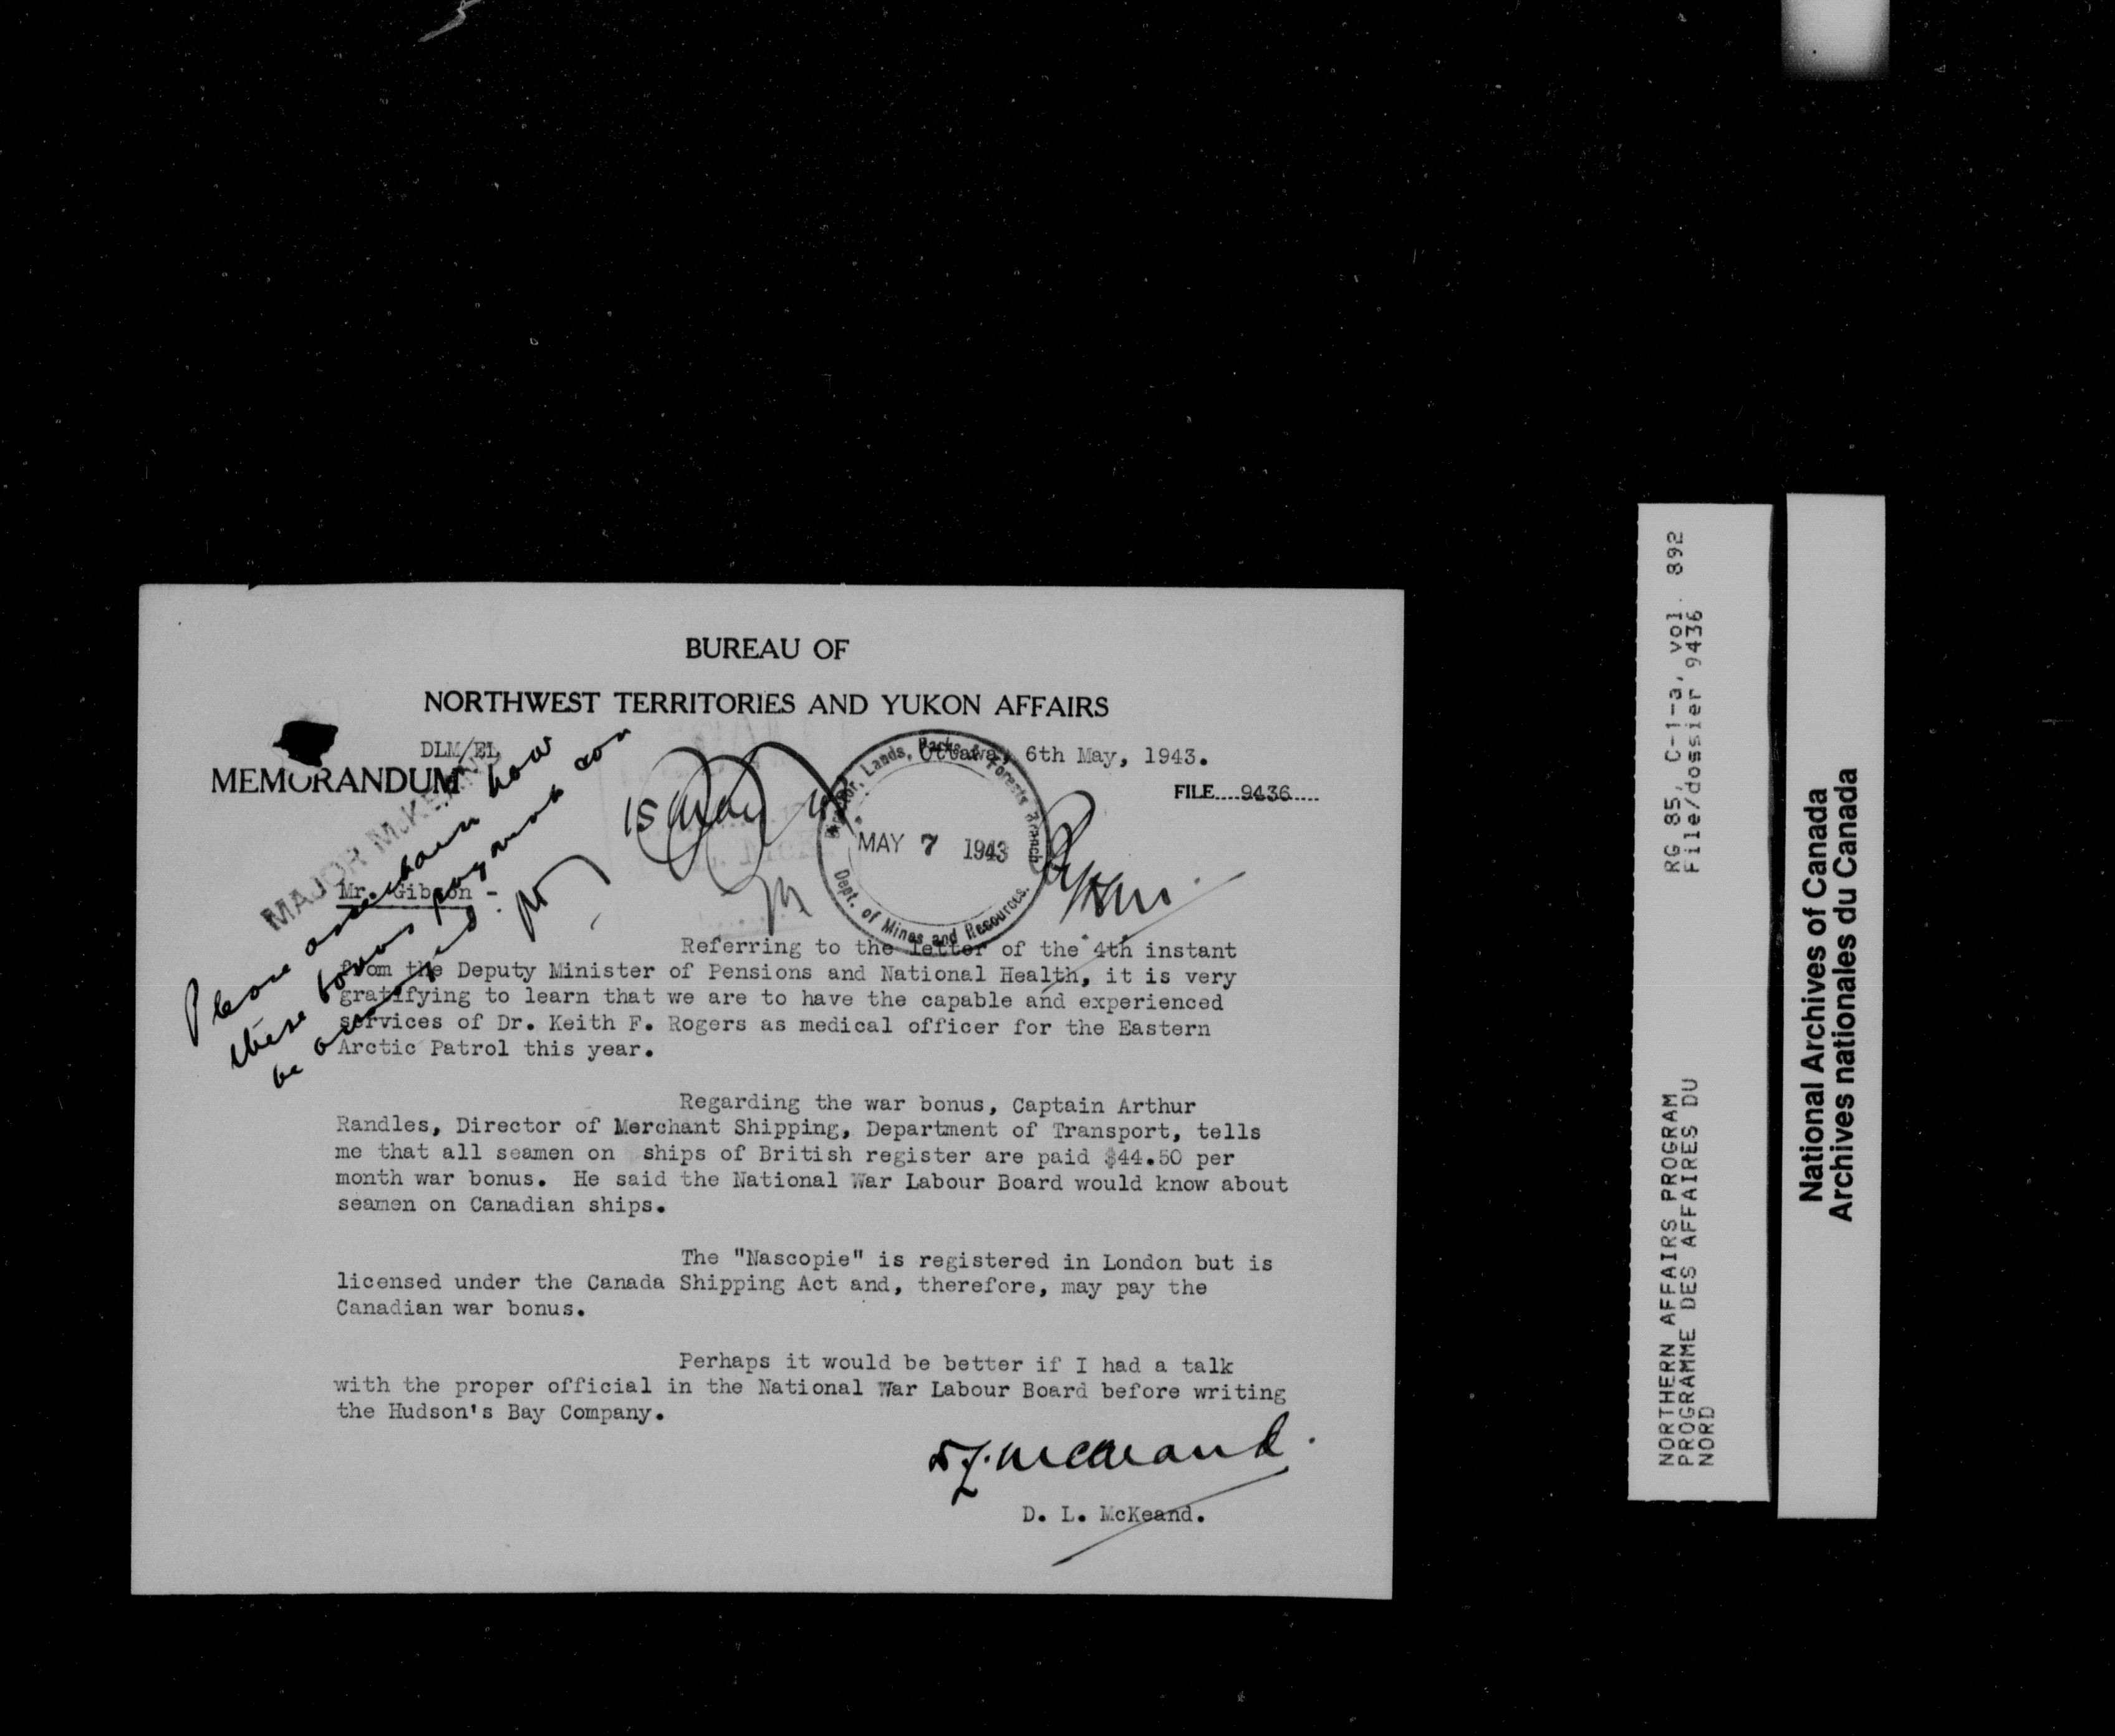 BUREAU OF
NORTHWEST TERRITORIES AND YUKON AFFAIRS
DLM/EL
Ottawa, 6th May, 1943.
MEMORANDUM
FILE....9436....
MAJOR McKEAND
Please ascertain how
these bonus payments can
be arranged.
Director, Lands, Parks & Forests Branch
MAY 7 1943
Dept. of Mines and Resources.
Mr. Gibson -
Referring to the letter of the 4th instant
from the Deputy Minister of Pensions and National Health, it is very
gratifying to learn that we are to have the capable and experienced
services of Dr. Keith F. Rogers as medical officer for the Eastern
Arctic Patrol this year.
Regarding the war bonus, Captain Arthur
Randles, Director of Merchant Shipping, Department of Transport, tells
me that all seamen on ships of British register are paid $44.50 per
month war bonus. He said the National War Labour Board would know about
seamen on Canadian ships.
The "Nascopie" is registered in London but is
licensed under the Canada Shipping Act and, therefore, may pay the
Canadian war bonus.
Perhaps it would be better if I had a talk
with the proper official in the National War Labour Board before writing
the Hudson's Bay Company.
D. L. McKeand.
D. L. McKeand.
RG 85, C-1-a, vol. 892
File/dossier 9436
NORTHERN AFFAIRS PROGRAM
PROGRAMME DES AFFAIRES DU
NORD
National Archives of Canada
Archives nationales du Canada